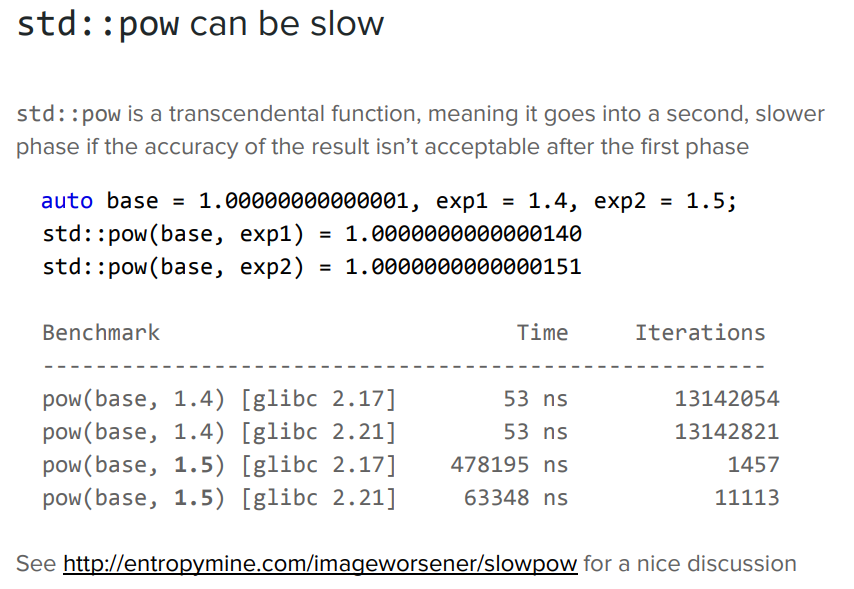 std::pow can be slow
std::pow is a transcendental function, meaning it goes into a second, slower
phase if the accuracy of the result isn’t acceptable after the first phase
auto base = 1.00000000000001, exp1 = 1.4, exp2 = 1.5;
std::pow(base, exp1) = 1.0000000000000140
std::pow(base, exp2) = 1.0000000000000151
Benchmark Time Iterations
-------------------------------------------------------
pow(base, 1.4) [glibc 2.17] 53 ns 13142054
pow(base, 1.4) [glibc 2.21] 53 ns 13142821
pow(base, 1.5) [glibc 2.17] 478195 ns 1457
pow(base, 1.5) [glibc 2.21] 63348 ns 11113
See http://entropymine.com/imageworsener/slowpow for a nice discussion